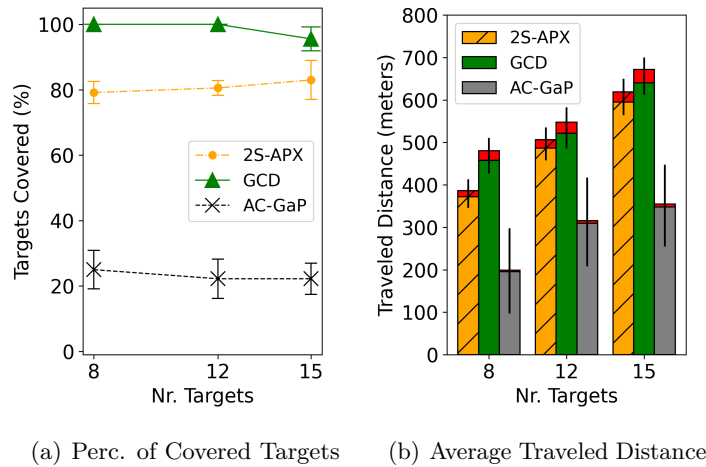 100
80
60
40
20
0
Targets Covered (%)
2S-APX
GCD
AC-GaP
8
12
15
Nr. Targets
(a) Perc. of Covered Targets
800
700
600
500
400
300
200
100
0
Traveled Distance (meters)
2S-APX
GCD
AC-GaP
8
12
15
Nr. Targets
(b) Average Traveled Distance